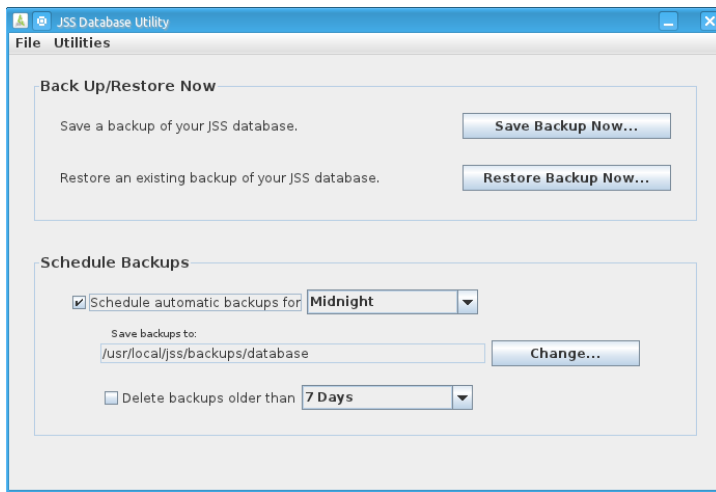 JSS Database Utility
File Utilities
Back Up/Restore Now
Save a backup of your JSS database. Save Backup Now...
Restore an existing backup of your JSS database. Restore Backup Now...
Schedule Backups
Schedule automatic backups for Midnight
Save backups to:
/usr/local/jss/backups/database Change...
Delete backups older than 7 Days